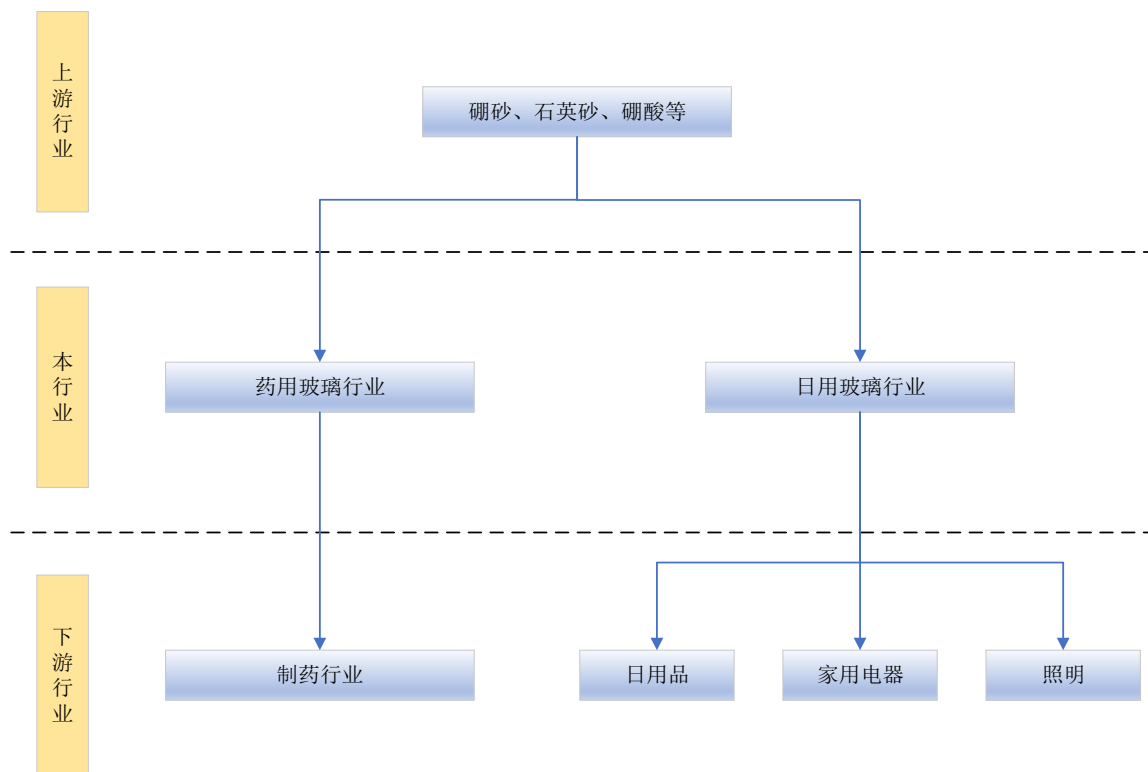 上游行业
硼砂、石英砂、硼酸等
本行业
药用玻璃行业
日用玻璃行业
下游行业
制药行业
日用品
家用电器
照明